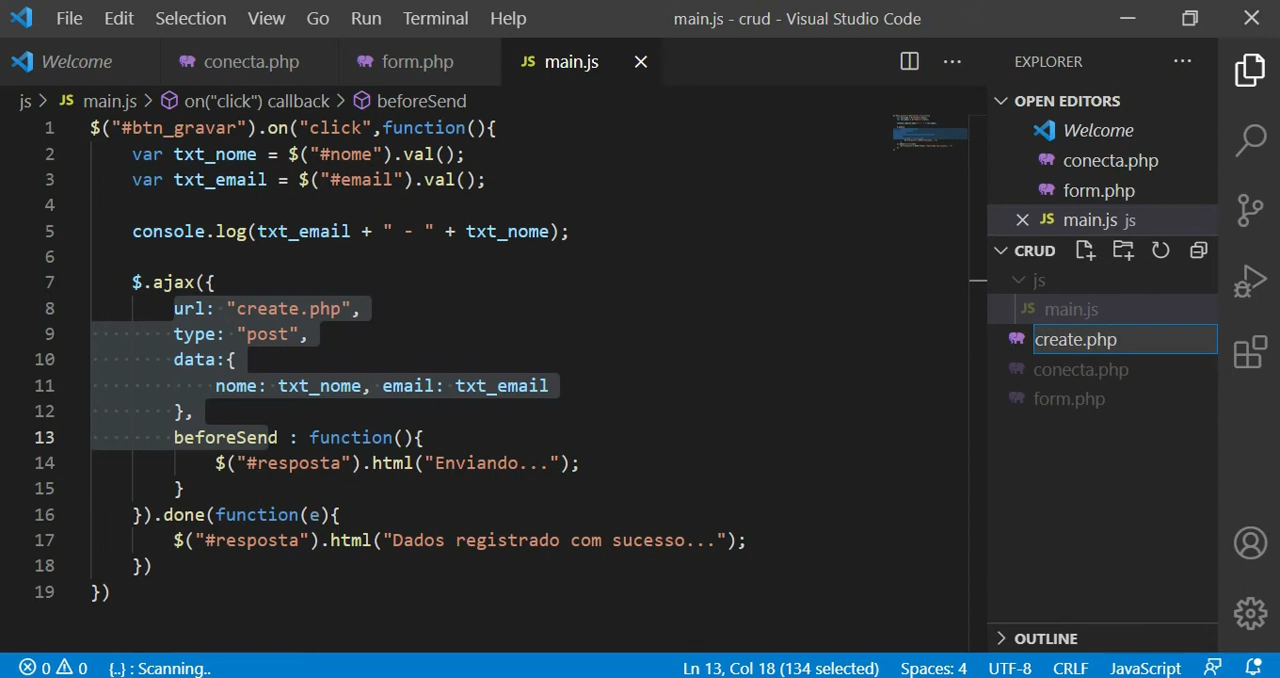 File Edit Selection View Go Run Terminal Help main.js - crud - Visual Studio Code
Welcome conecta.php form.php JS main.js
js > JS main.js > on("click") callback > beforeSend
1 $("#btn_gravar").on("click",function(){
2 var txt_nome = $("#nome").val();
3 var txt_email = $("#email").val();
4
5 console.log(txt_email + " - " + txt_nome);
6
7 $.ajax({
8 url: "create.php",
9 type: "post",
10 data:{
11 nome: txt_nome, email: txt_email
12 },
13 beforeSend : function(){
14 $("#resposta").html("Enviando...");
15 }
16 }).done(function(e){
17 $("#resposta").html("Dados registrado com sucesso...");
18 })
19 })
EXPLORER
OPEN EDITORS
Welcome
conecta.php
form.php
JS main.js js
CRUD
js
JS main.js
create.php
conecta.php
form.php
OUTLINE
0 0 {..} : Scanning.. Ln 13, Col 18 (134 selected) Spaces: 4 UTF-8 CRLF JavaScript